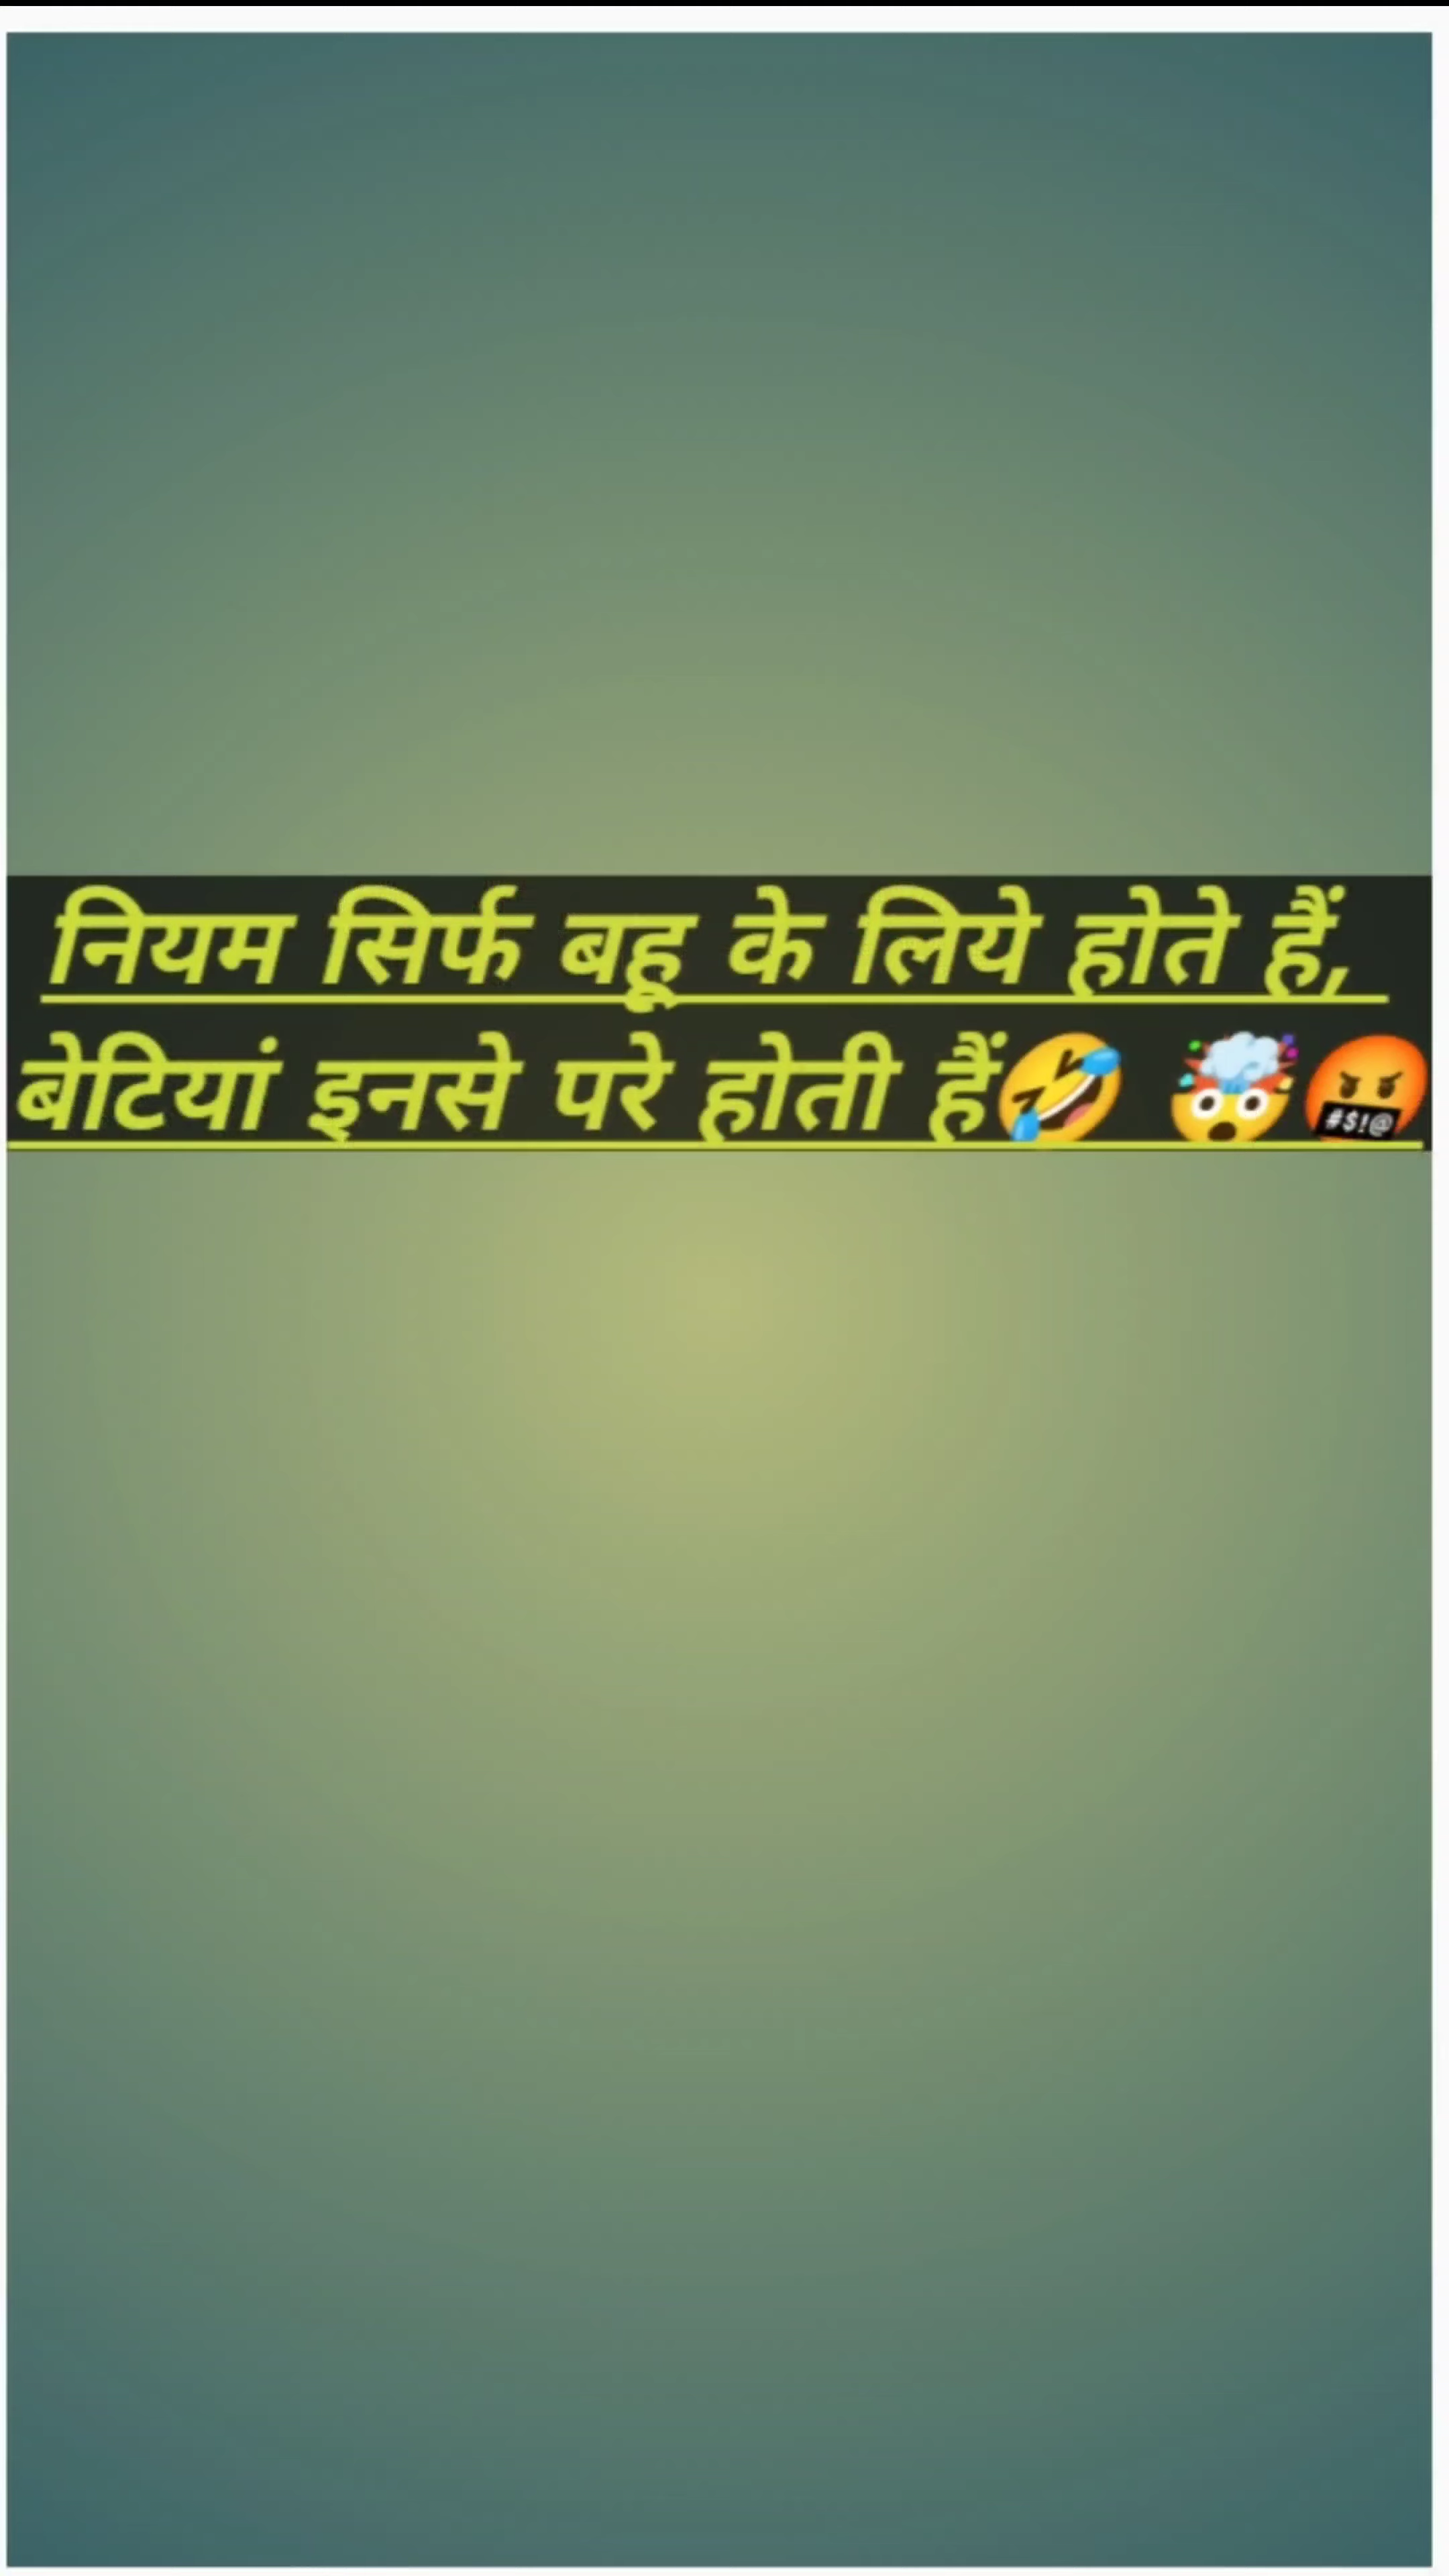 नियम सिर्फ बहू के लिये होते हैं,
बेटियां इनसे परे होती हैं🤣 🤯🤬